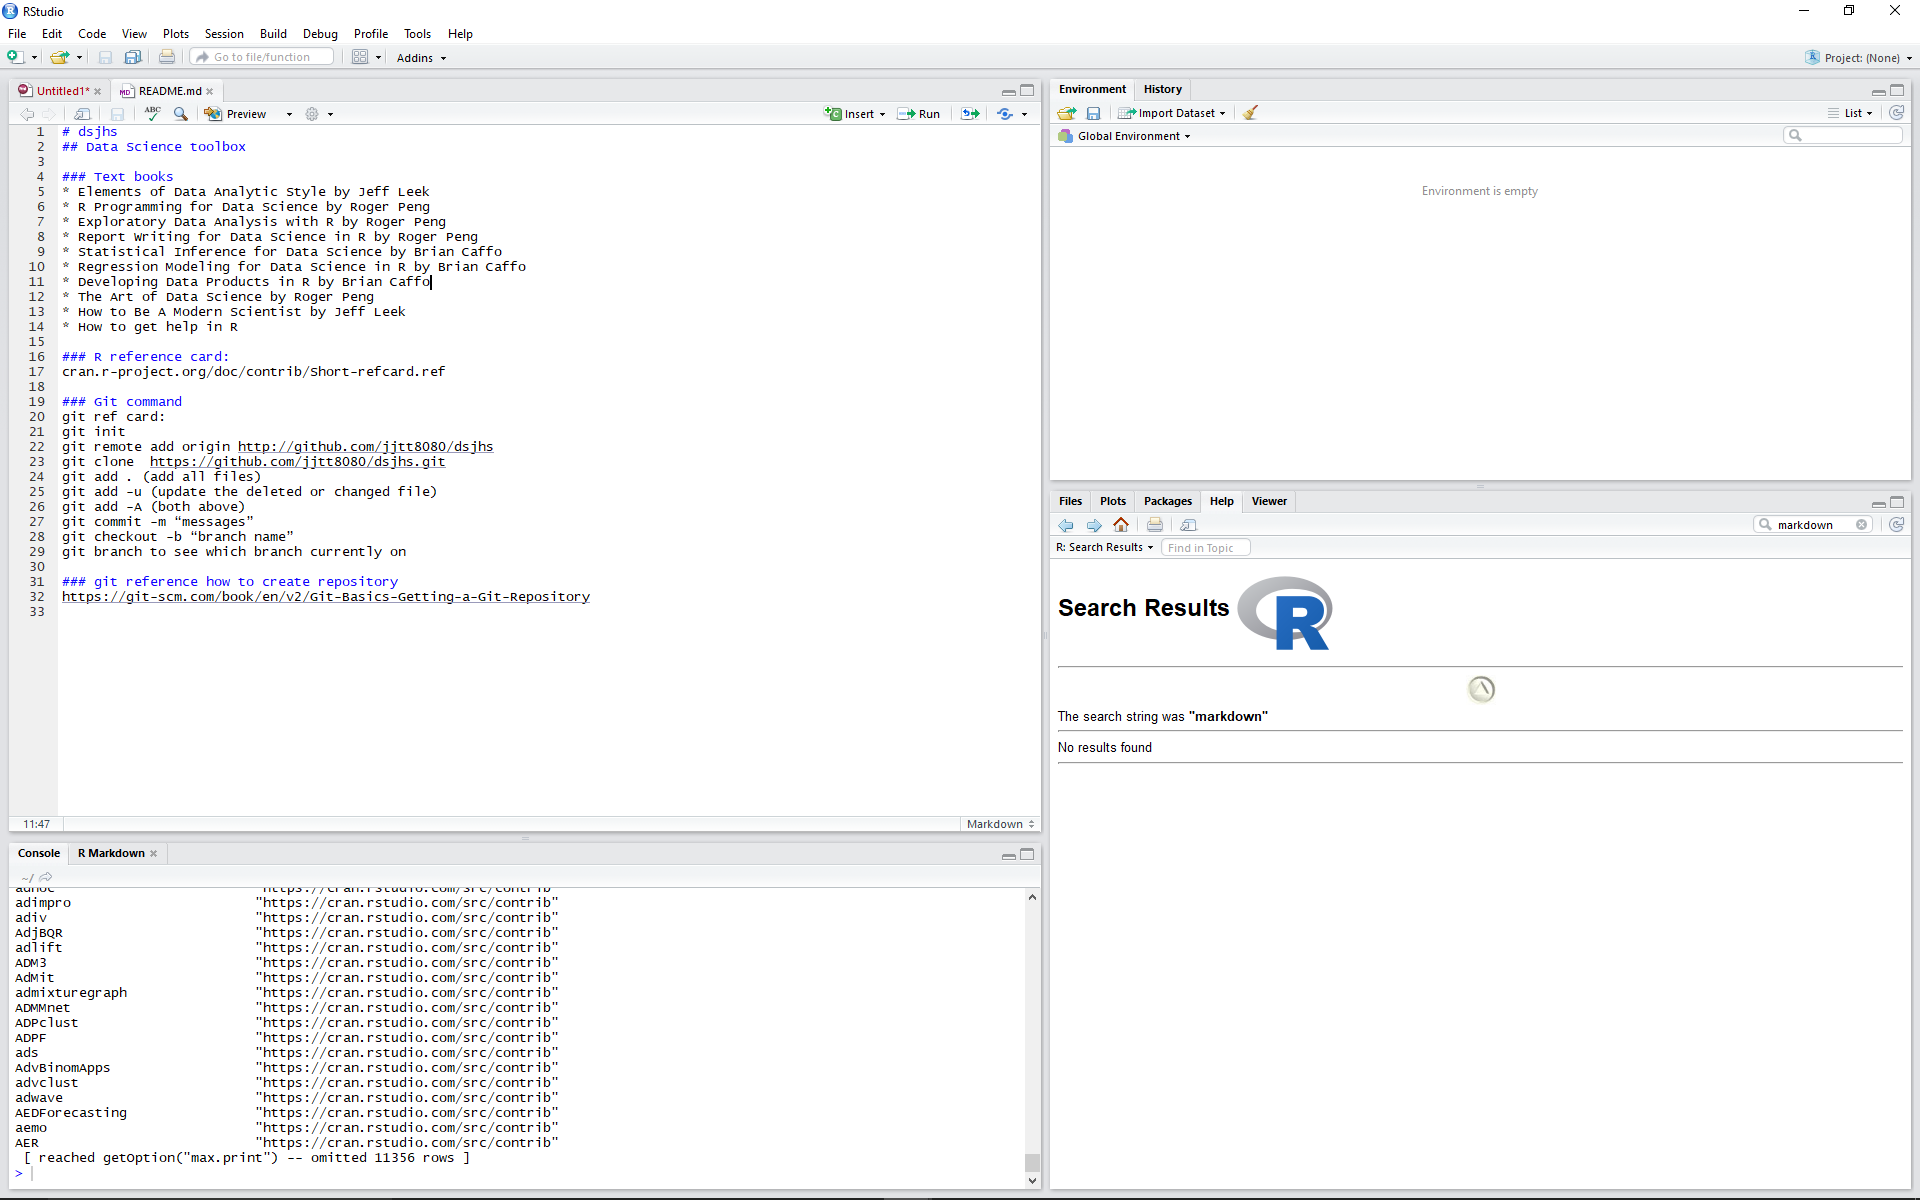 RStudio
File Edit Code View Plots Session Build Debug Profile Tools Help
Go to file/function Addins Project: (None)
Untitled1* README.md
ABC Preview Insert Run
1 # dsjhs
2 ## Data Science toolbox
3
4 ### Text books
5 * Elements of Data Analytic Style by Jeff Leek
6 * R Programming for Data Science by Roger Peng
7 * Exploratory Data Analysis with R by Roger Peng
8 * Report Writing for Data Science in R by Roger Peng
9 * Statistical Inference for Data Science by Brian Caffo
10 * Regression Modeling for Data Science in R by Brian Caffo
11 * Developing Data Products in R by Brian Caffo
12 * The Art of Data Science by Roger Peng
13 * How to Be A Modern Scientist by Jeff Leek
14 * How to get help in R
15
16 ### R reference card:
17 cran.r-project.org/doc/contrib/Short-refcard.ref
18
19 ### Git command
20 git ref card:
21 git init
22 git remote add origin http://github.com/jjtt8080/dsjhs
23 git clone  https://github.com/jjtt8080/dsjhs.git
24 git add . (add all files)
25 git add -u (update the deleted or changed file)
26 git add -A (both above)
27 git commit -m “messages”
28 git checkout -b “branch name”
29 git branch to see which branch currently on
30
31 ### git reference how to create repository
32 https://git-scm.com/book/en/v2/Git-Basics-Getting-a-Git-Repository
33
11:47 Markdown
Console R Markdown
~/
adhoc "https://cran.rstudio.com/src/contrib"
adimpro "https://cran.rstudio.com/src/contrib"
adiv "https://cran.rstudio.com/src/contrib"
AdjBQR "https://cran.rstudio.com/src/contrib"
adlift "https://cran.rstudio.com/src/contrib"
ADM3 "https://cran.rstudio.com/src/contrib"
AdMit "https://cran.rstudio.com/src/contrib"
admixturegraph "https://cran.rstudio.com/src/contrib"
ADMMnet "https://cran.rstudio.com/src/contrib"
ADPclust "https://cran.rstudio.com/src/contrib"
ADPF "https://cran.rstudio.com/src/contrib"
ads "https://cran.rstudio.com/src/contrib"
AdvBinomApps "https://cran.rstudio.com/src/contrib"
advclust "https://cran.rstudio.com/src/contrib"
adwave "https://cran.rstudio.com/src/contrib"
AEDForecasting "https://cran.rstudio.com/src/contrib"
aemo "https://cran.rstudio.com/src/contrib"
AER "https://cran.rstudio.com/src/contrib"
[ reached getOption("max.print") -- omitted 11356 rows ]
>
Environment History
Import Dataset List
Global Environment
Environment is empty
Files Plots Packages Help Viewer
markdown
R: Search Results Find in Topic
Search Results R
The search string was "markdown"
No results found